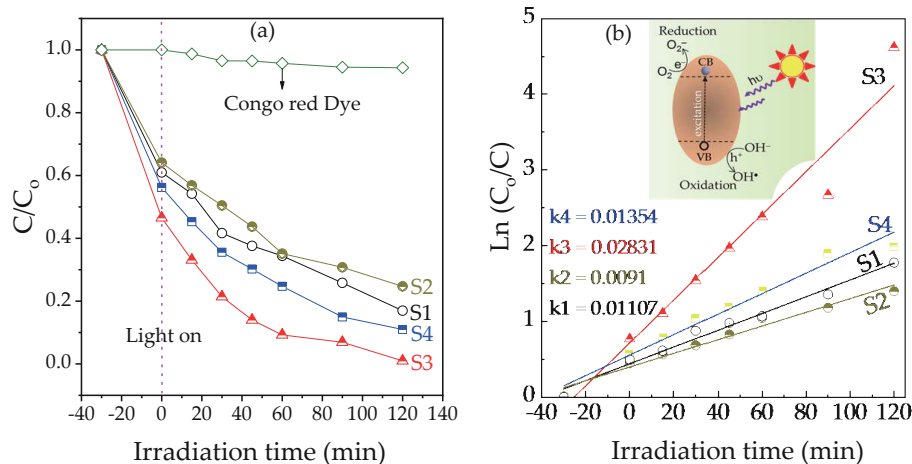 (a)
1.0
0.8
0.6
0.4
0.2
0.0
C/Co
Congo red Dye
Light on
S2
S1
S4
S3
-40 -20 0 20 40 60 80 100 120 140
Irradiation time (min)
(b)
5
4
3
2
1
0
Ln (Co/C)
Reduction
O2⁻
O2 e⁻
CB
excitation
hυ
VB
h⁺
OH⁻
OH•
Oxidation
S3
S4
S1
S2
k4 = 0.01354
k3 = 0.02831
k2 = 0.0091
k1 = 0.01107
-40 -20 0 20 40 60 80 100 120
Irradiation time (min)